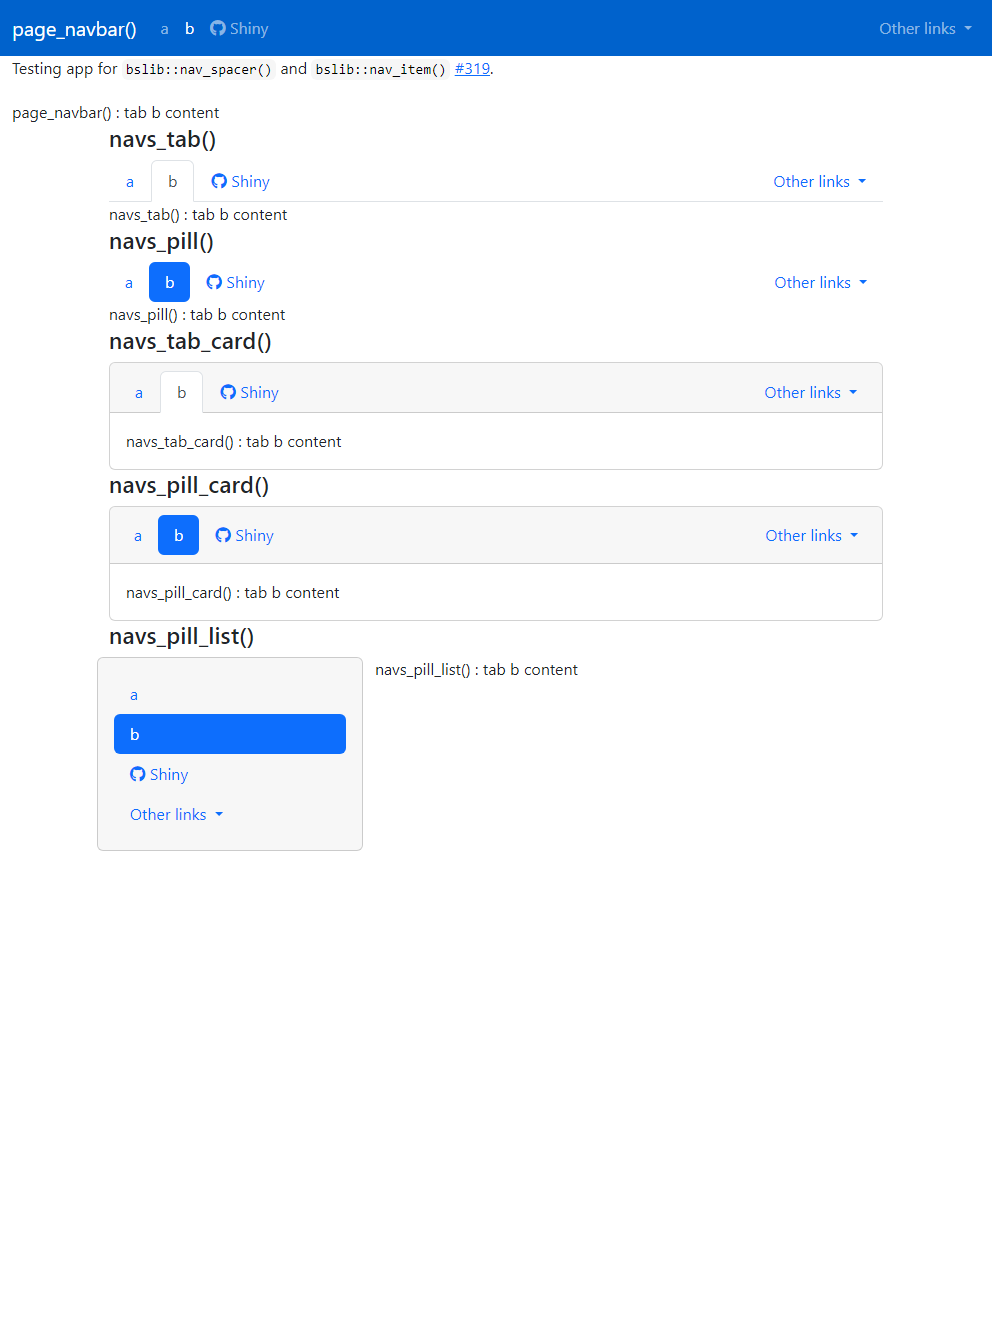 page_navbar() a b Shiny Other links
Testing app for bslib::nav_spacer() and bslib::nav_item() #319.
page_navbar() : tab b content
navs_tab()
a b Shiny Other links
navs_tab() : tab b content
navs_pill()
a b Shiny Other links
navs_pill() : tab b content
navs_tab_card()
a b Shiny Other links
navs_tab_card() : tab b content
navs_pill_card()
a b Shiny Other links
navs_pill_card() : tab b content
navs_pill_list()
navs_pill_list() : tab b content
a
b
Shiny
Other links